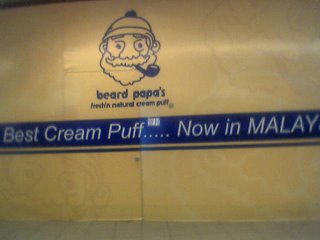 beard papa's
fresh'n natural cream puff
Best Cream Puff..... Now in MALAY